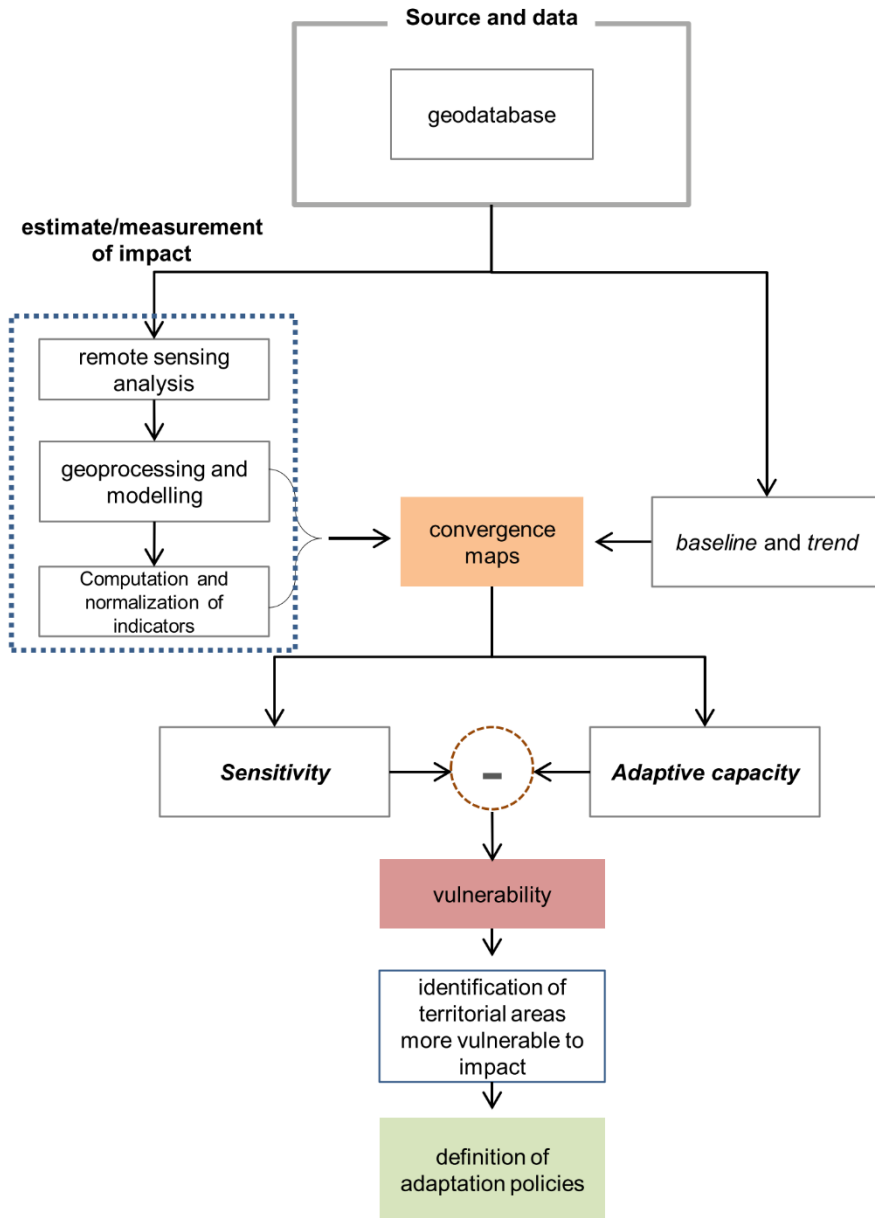 Source and data
geodatabase
estimate/measurement
of impact
remote sensing
analysis
geoprocessing and
modelling
Computation and
normalization of
indicators
convergence
maps
baseline and trend
Sensitivity
-
Adaptive capacity
vulnerability
identification of
territorial areas
more vulnerable to
impact
definition of
adaptation policies